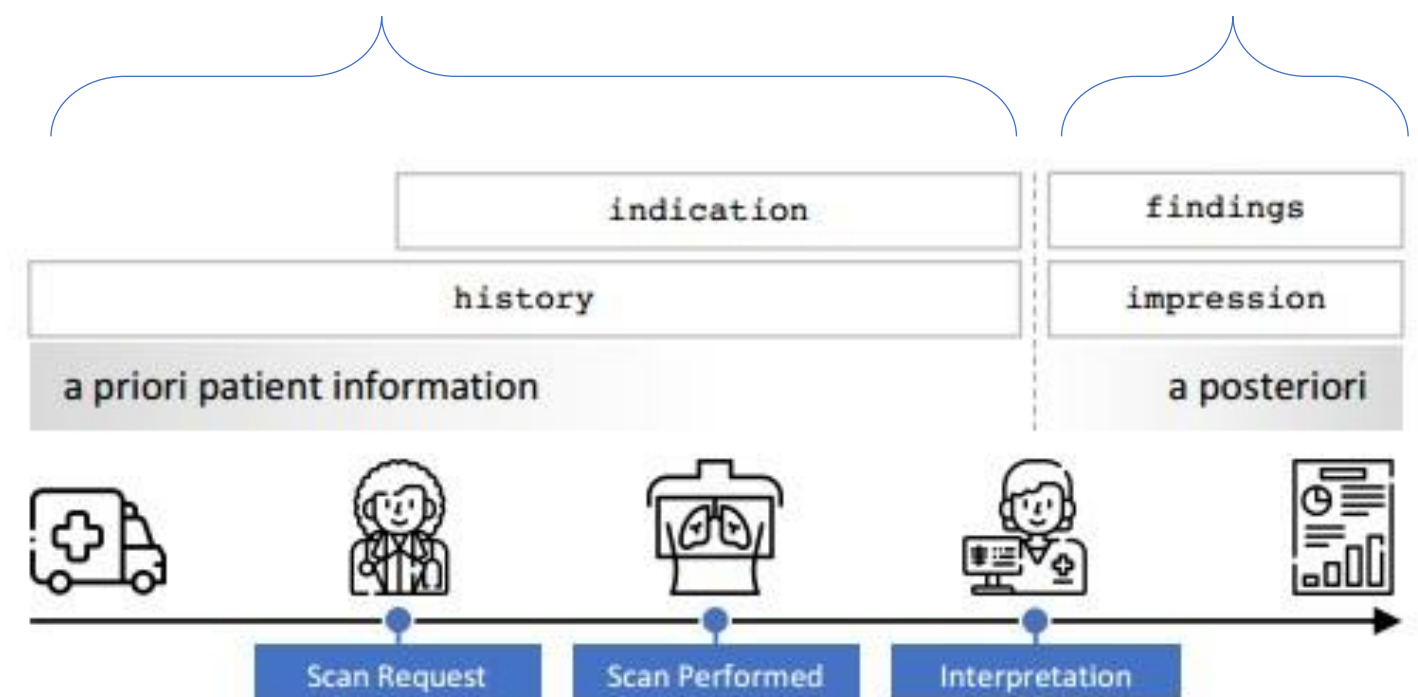 indication
findings
history
impression
a priori patient information
a posteriori
Scan Request
Scan Performed
Interpretation